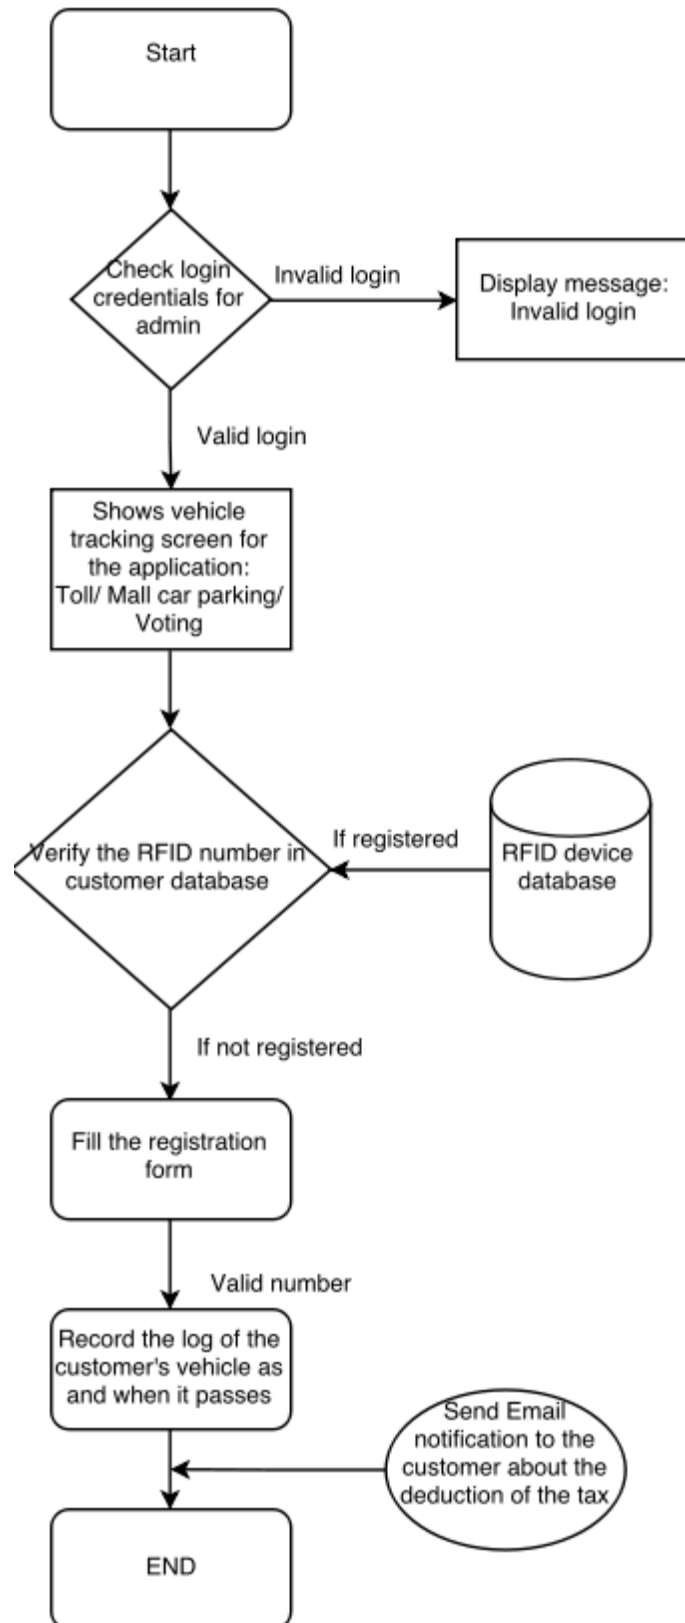 Start
Check login
credentials for
admin
Invalid login
Display message:
Invalid login
Valid login
Shows vehicle
tracking screen for
the application:
Toll/ Mall car parking/
Voting
Verify the RFID number in
customer database
If registered
RFID device
database
If not registered
Fill the registration
form
Valid number
Record the log of the
customer's vehicle as
and when it passes
Send Email
notification to the
customer about the
deduction of the tax
END